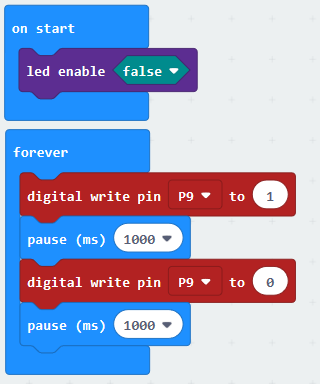 on start
led enable false
forever
digital write pin P9 to 1
pause (ms) 1000
digital write pin P9 to 0
pause (ms) 1000